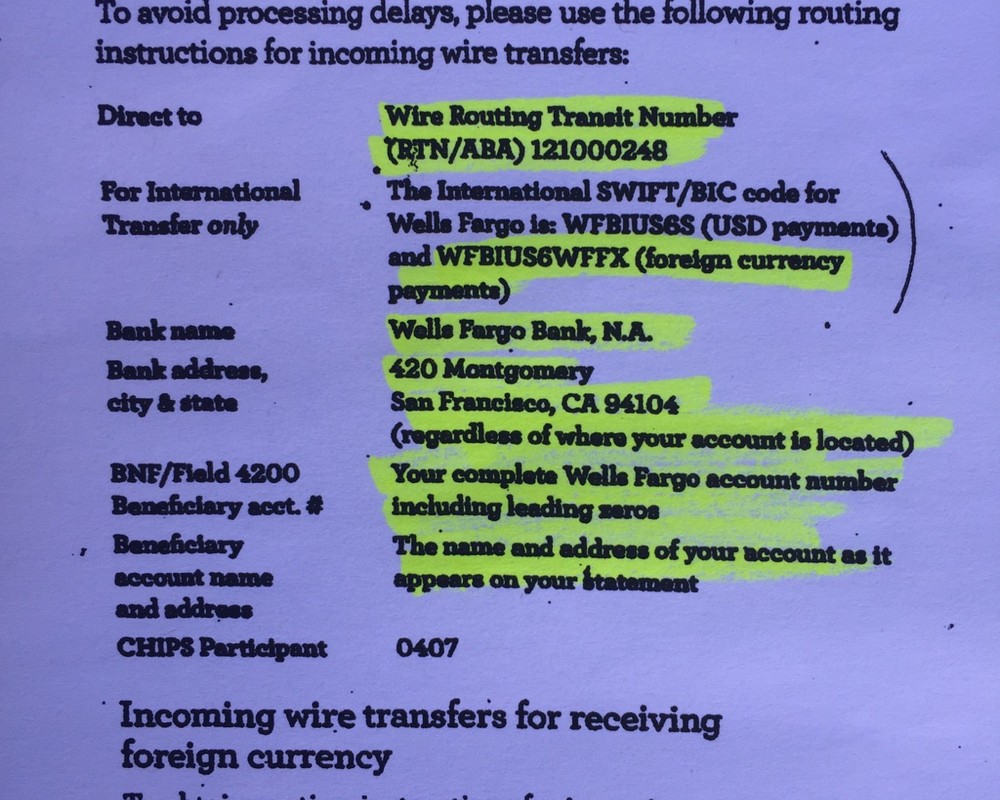 To avoid processing delays, please use the following routing
instructions for incoming wire transfers:
Direct to
Wire Routing Transit Number
(RTN/ABA) 121000248
For International
Transfer only
The International SWIFT/BIC code for
Wells Fargo is: WFBIUS6S (USD payments)
and WFBIUS6WFFX (foreign currency
payments)
Bank name
Wells Fargo Bank, N.A.
Bank address,
city & state
420 Montgomery
San Francisco, CA 94104
(regardless of where your account is located)
BNF/Field 4200
Beneficiary acct. #
Your complete Wells Fargo account number
including leading zeros
Beneficiary
account name
and address
The name and address of your account as it
appears on your statement
CHIPS Participant
0407
Incoming wire transfers for receiving
foreign currency